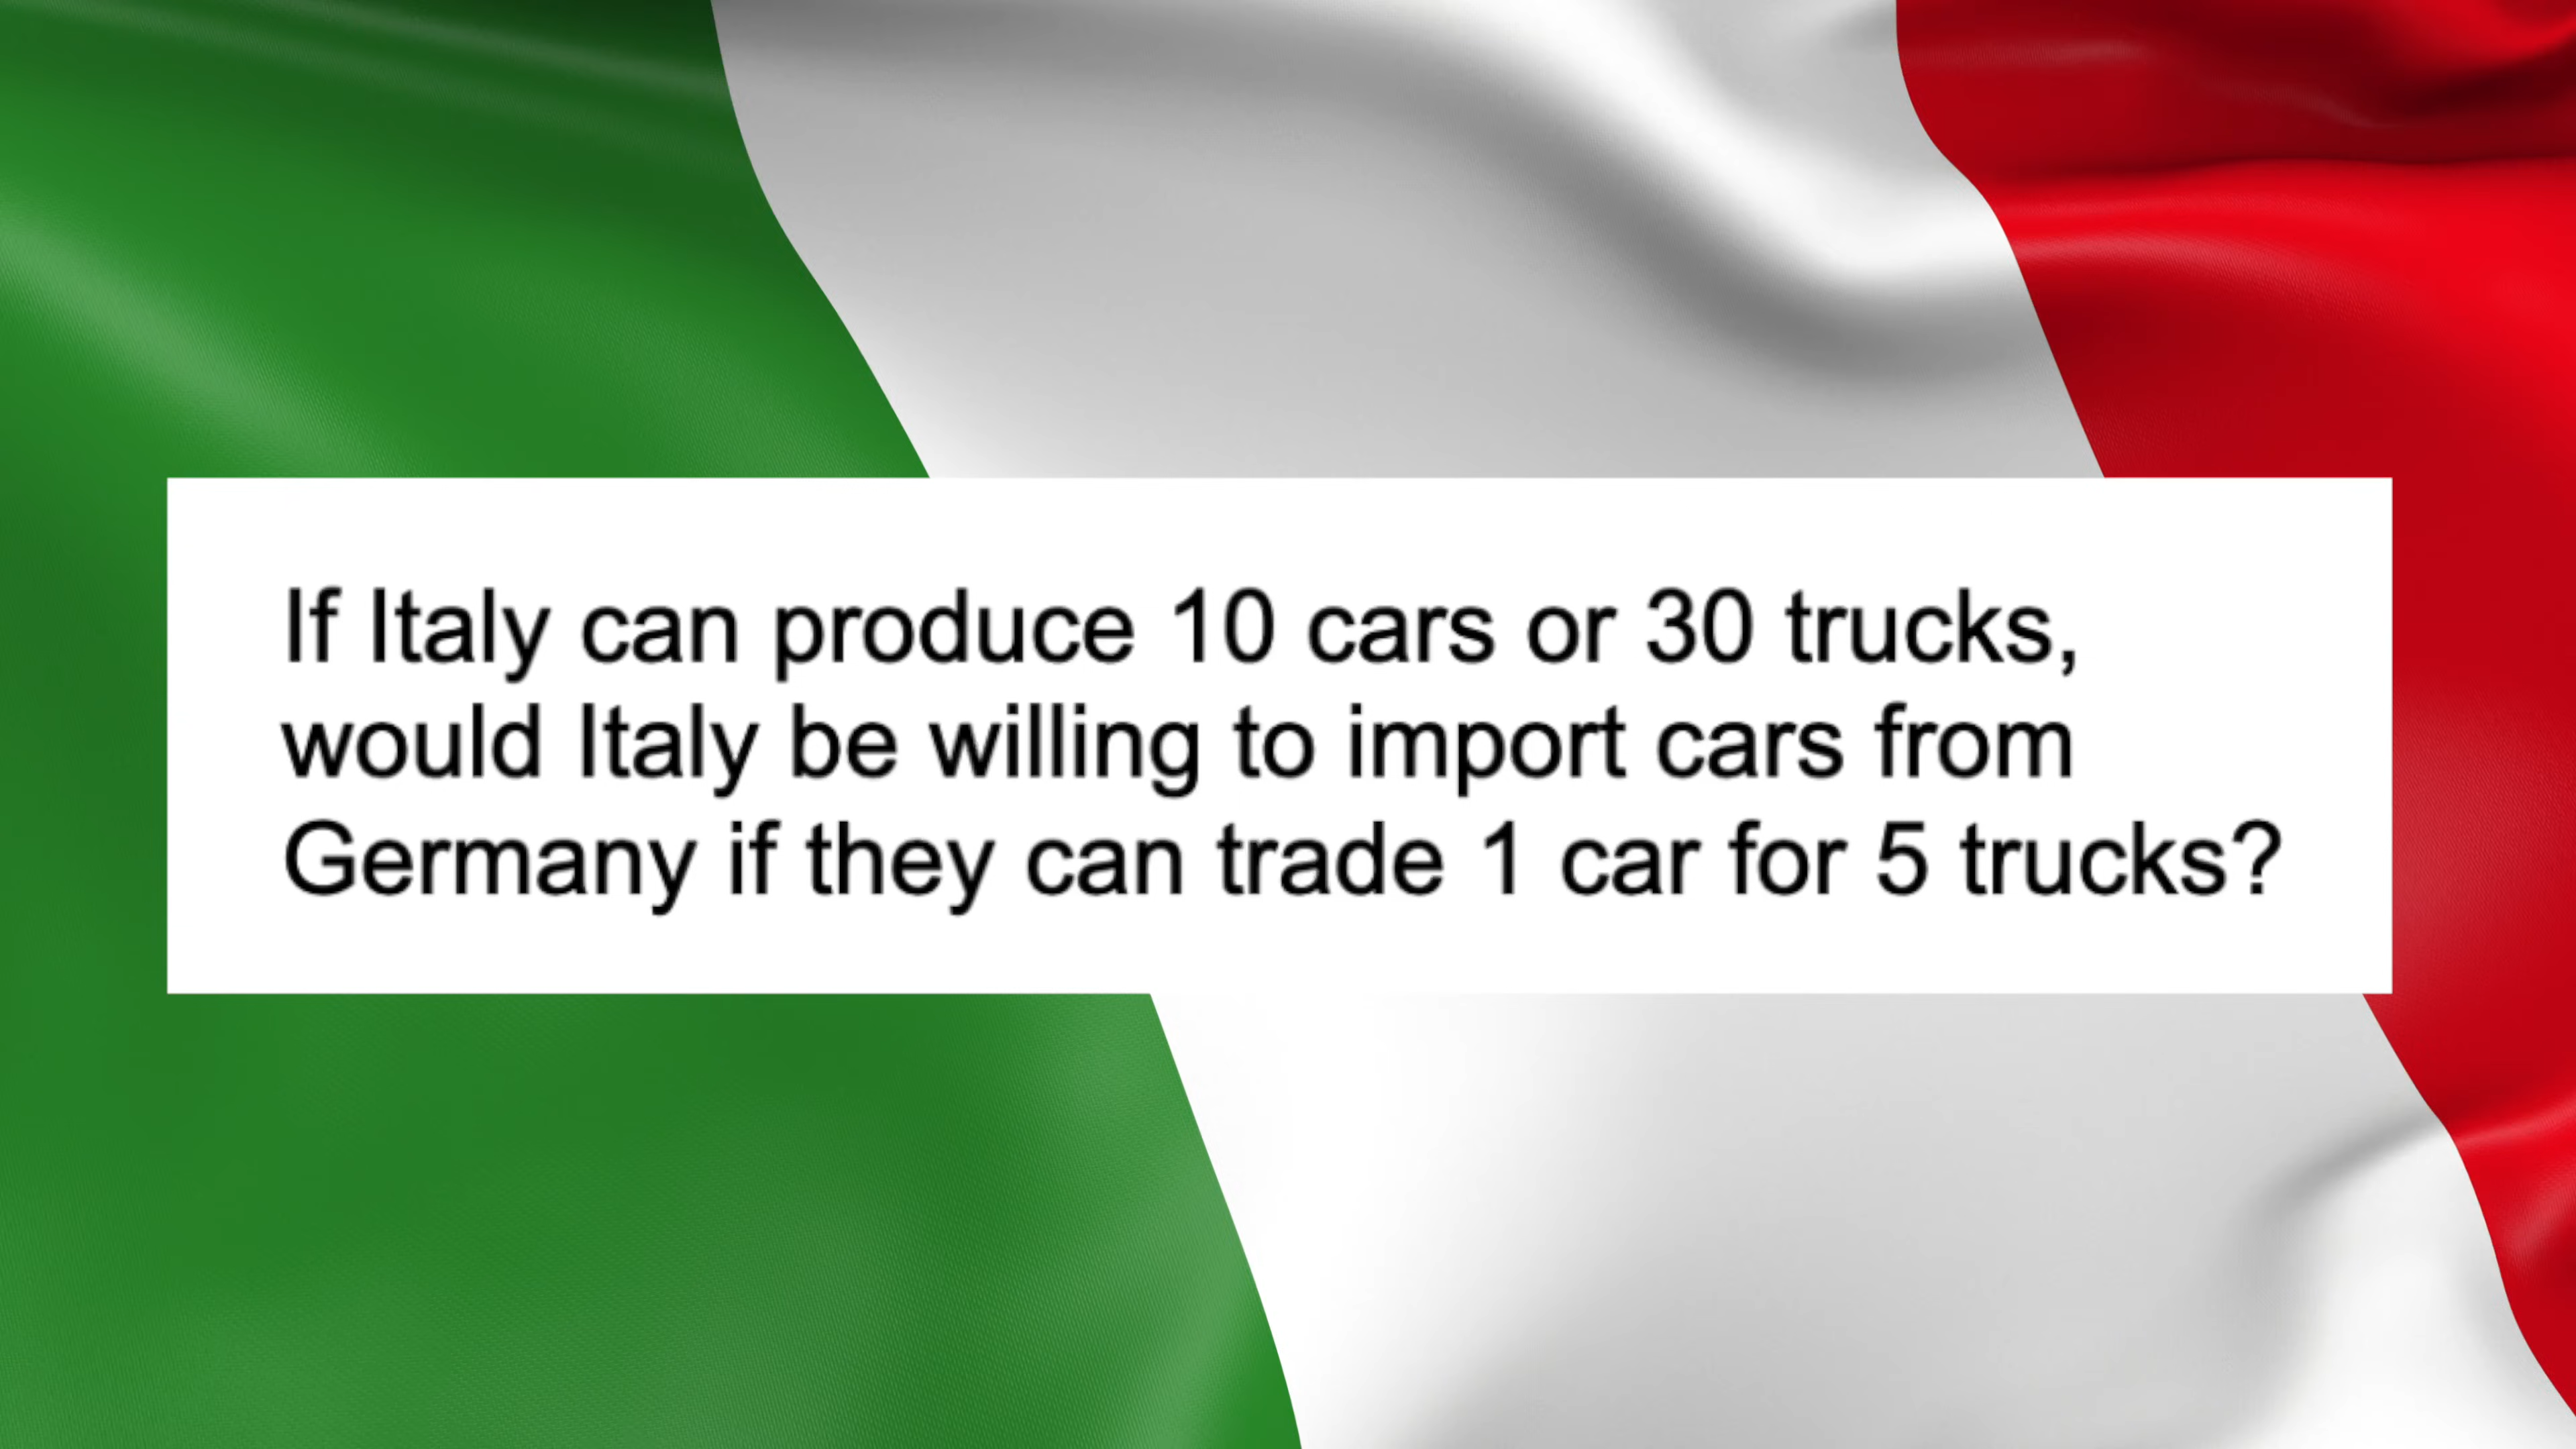 If Italy can produce 10 cars or 30 trucks,
would Italy be willing to import cars from
Germany if they can trade 1 car for 5 trucks?